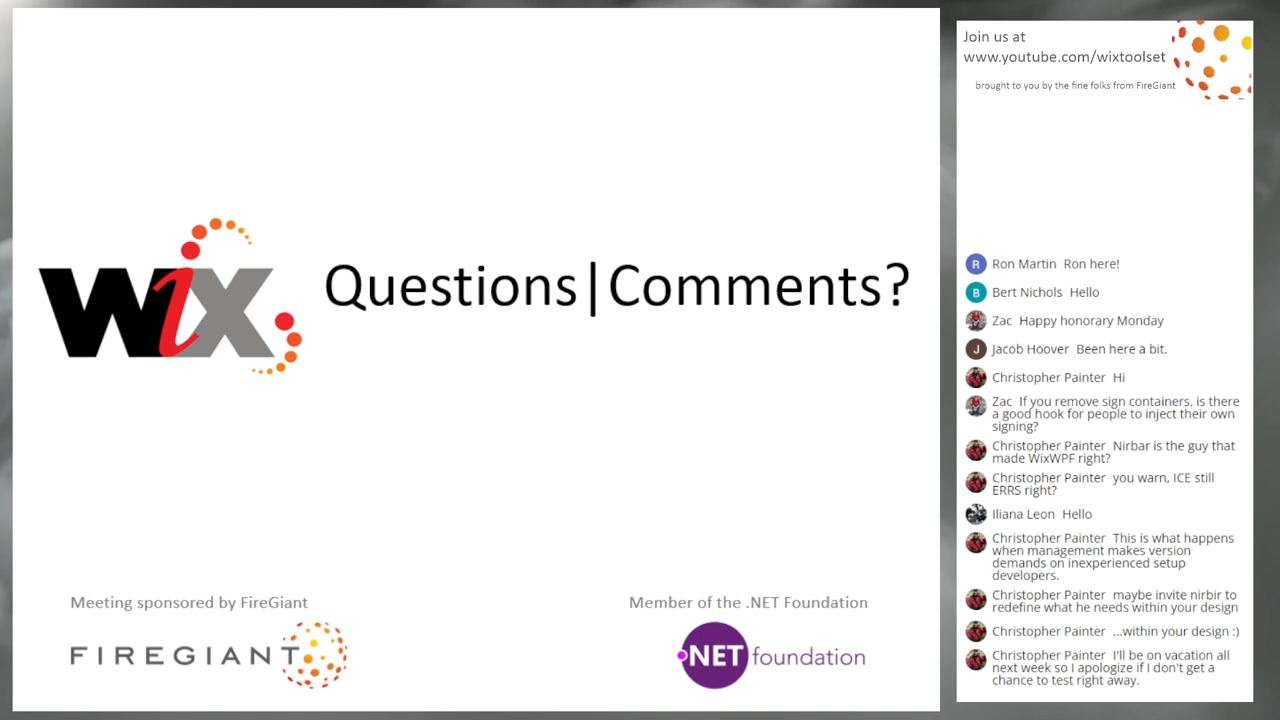 WiX
Questions|Comments?
Meeting sponsored by FireGiant
FIREGIANT
Member of the .NET Foundation
.NET foundation
Join us at
www.youtube.com/wixtoolset
brought to you by the fine folks from FireGiant
R Ron Martin Ron here!
B Bert Nichols Hello
Zac Happy honorary Monday
J Jacob Hoover Been here a bit.
Christopher Painter Hi
Zac If you remove sign containers, is there
a good hook for people to inject their own
signing?
Christopher Painter Nirbar is the guy that
made WixWPF right?
Christopher Painter you warn, ICE still
ERRS right?
Iliana Leon Hello
Christopher Painter This is what happens
when management makes version
demands on inexperienced setup
developers.
Christopher Painter maybe invite nirbir to
redefine what he needs within your design
Christopher Painter ...within your design :)
Christopher Painter I'll be on vacation all
next week so I apologize if I don't get a
chance to test right away.